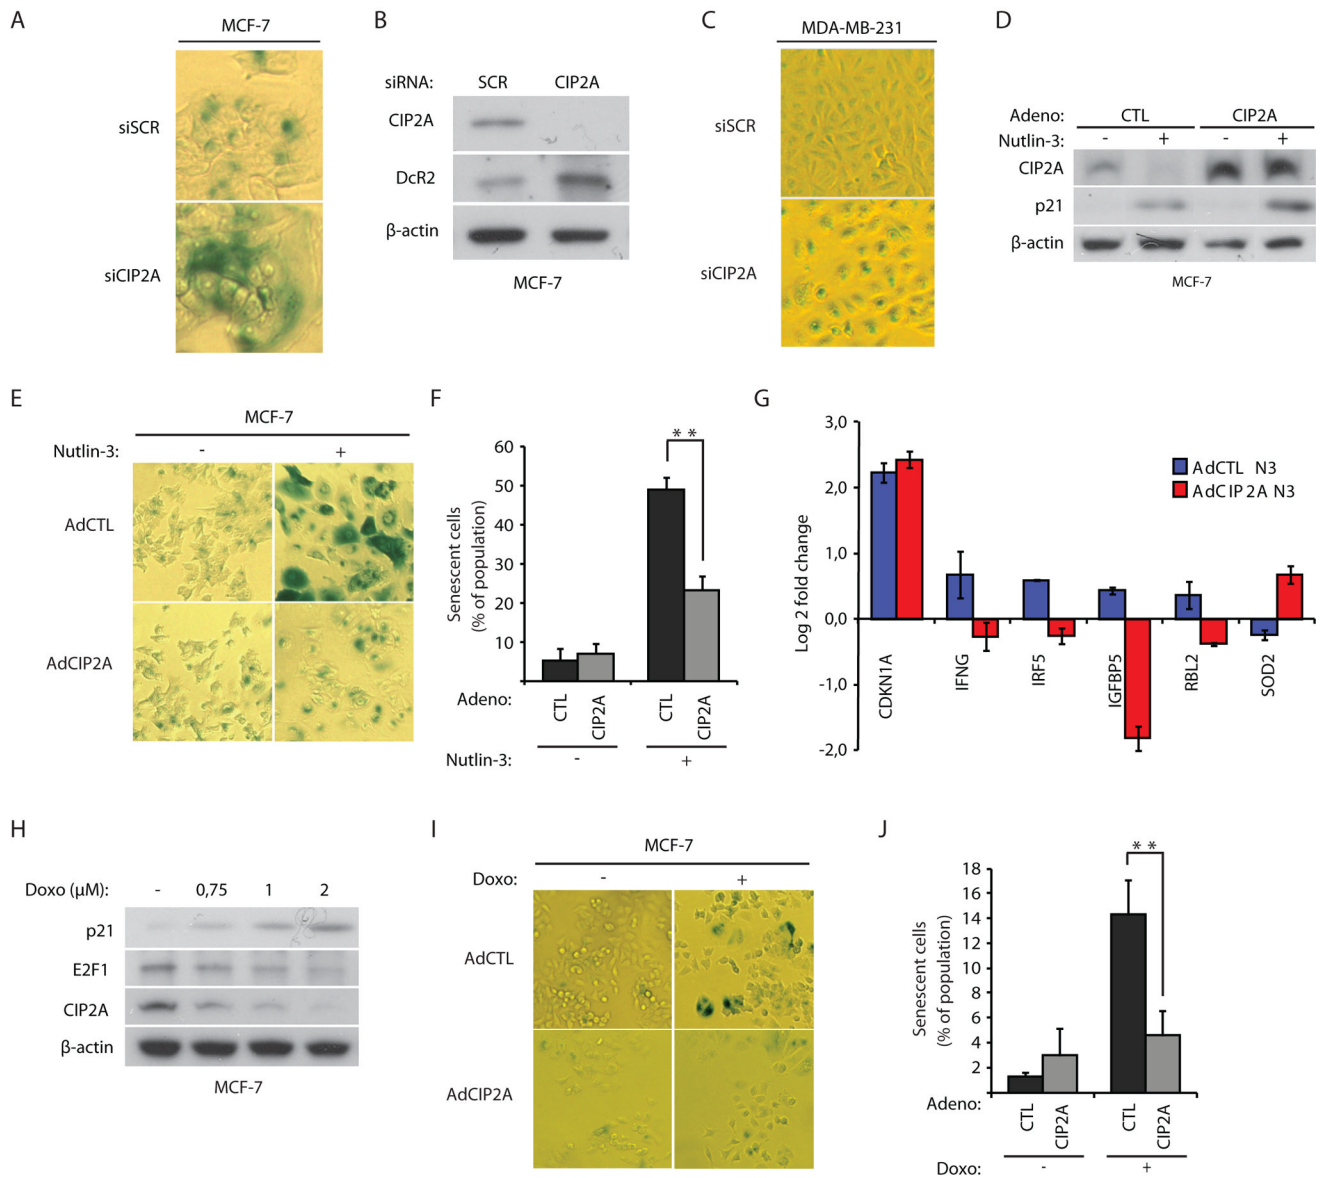 A
MCF-7
siSCR
siCIP2A
B
siRNA: SCR CIP2A
CIP2A
DcR2
β-actin
MCF-7
C
MDA-MB-231
siSCR
siCIP2A
D
Adeno: CTL CIP2A
Nutlin-3: - + - +
CIP2A
p21
β-actin
MCF-7
E
MCF-7
Nutlin-3: - +
AdCTL
AdCIP2A
F
Senescent cells
(% of population)
60
50
40
30
20
10
* *
Adeno: CTL CIP2A CTL CIP2A
Nutlin-3: - +
G
Log 2 fold change
3,0
2,0
1,0
0,0
-1,0
-2,0
AdCTL N3
AdCIP2A N3
CDKN1A IFNG IRF5 IGFBP5 RBL2 SOD2
H
Doxo (µM): - 0,75 1 2
p21
E2F1
CIP2A
β-actin
MCF-7
I
MCF-7
Doxo: - +
AdCTL
AdCIP2A
J
Senescent cells
(% of population)
18
16
14
12
10
8
6
4
2
* *
Adeno: CTL CIP2A CTL CIP2A
Doxo: - +